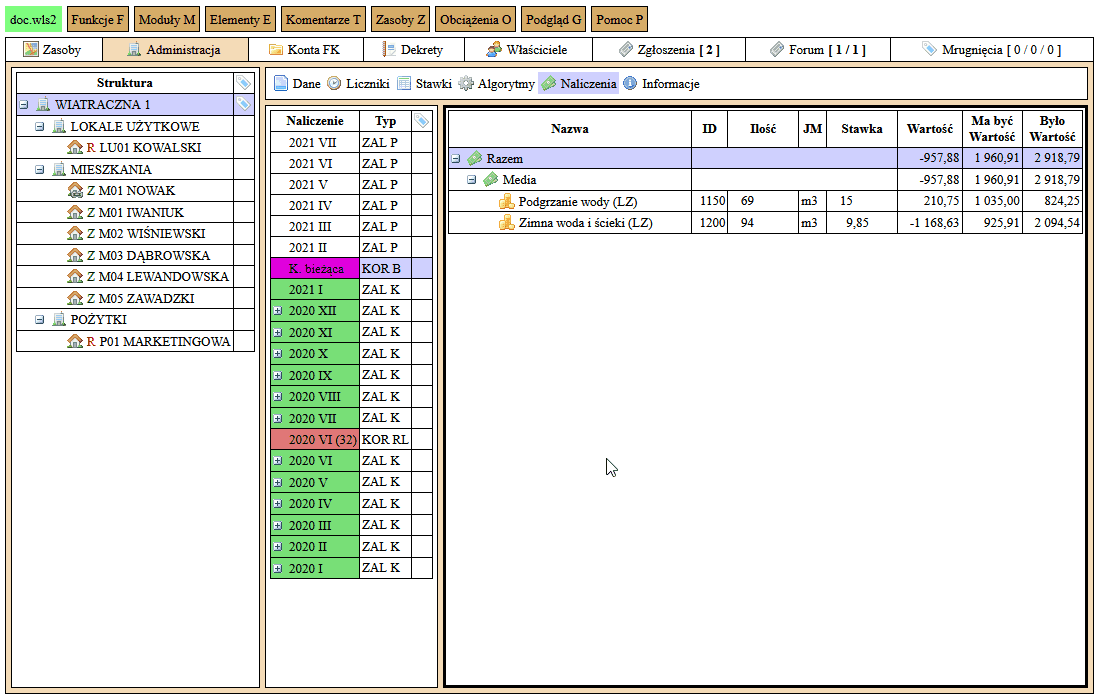 doc.wls2 Funkcje F Moduły M Elementy E Komentarze T Zasoby Z Obciążenia O Podgląd G Pomoc P
Zasoby Administracja Konta FK Dekrety Właściciele Zgłoszenia [ 2 ] Forum [ 1 / 1 ] Mrugnięcia [ 0 / 0 / 0 ]
Struktura
WIATRACZNA 1
LOKALE UŻYTKOWE
R LU01 KOWALSKI
MIESZKANIA
Z M01 NOWAK
Z M01 IWANIUK
Z M02 WIŚNIEWSKI
Z M03 DĄBROWSKA
Z M04 LEWANDOWSKA
Z M05 ZAWADZKI
POŻYTKI
R P01 MARKETINGOWA
Dane Liczniki Stawki Algorytmy Naliczenia Informacje
Naliczenie Typ
2021 VII ZAL P
2021 VI ZAL P
2021 V ZAL P
2021 IV ZAL P
2021 III ZAL P
2021 II ZAL P
K. bieżąca KOR B
2021 I ZAL K
2020 XII ZAL K
2020 XI ZAL K
2020 X ZAL K
2020 IX ZAL K
2020 VIII ZAL K
2020 VII ZAL K
2020 VI (32) KOR RL
2020 VI ZAL K
2020 V ZAL K
2020 IV ZAL K
2020 III ZAL K
2020 II ZAL K
2020 I ZAL K
Nazwa ID Ilość JM Stawka Wartość Ma być Wartość Było Wartość
Razem -957,88 1 960,91 2 918,79
Media -957,88 1 960,91 2 918,79
Podgrzanie wody (LZ) 1150 69 m3 15 210,75 1 035,00 824,25
Zimna woda i ścieki (LZ) 1200 94 m3 9,85 -1 168,63 925,91 2 094,54